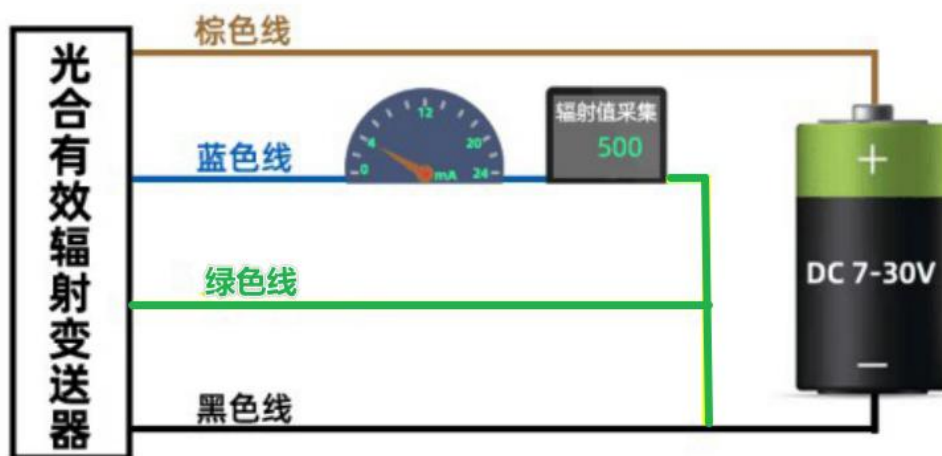 光合有效辐射变送器
棕色线
蓝色线
0
4
12
20
24
mA
辐射值采集
500
绿色线
黑色线
+
DC 7-30V
—